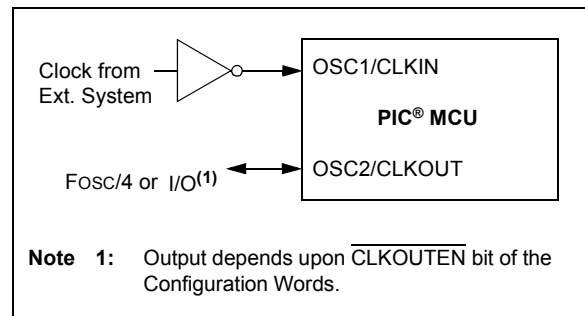 Clock from
Ext. System
OSC1/CLKIN
PIC® MCU
FOSC/4 or I/O(1)
OSC2/CLKOUT
Note 1: Output depends upon CLKOUTEN bit of the
Configuration Words.